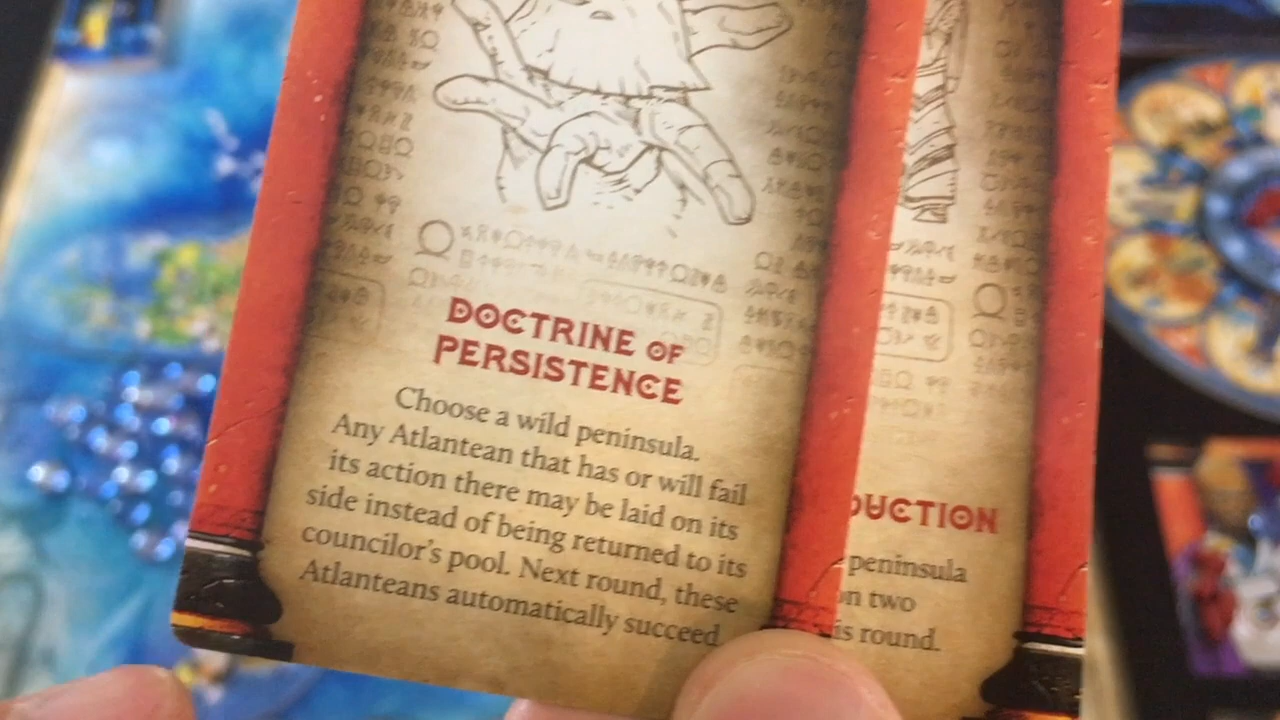 DOCTRINE OF
PERSISTENCE
Choose a wild peninsula.
Any Atlantean that has or will fail
its action there may be laid on its
side instead of being returned to its
councilor's pool. Next round, these
Atlanteans automatically succeed.
DUCTION
peninsula
on two
is round.